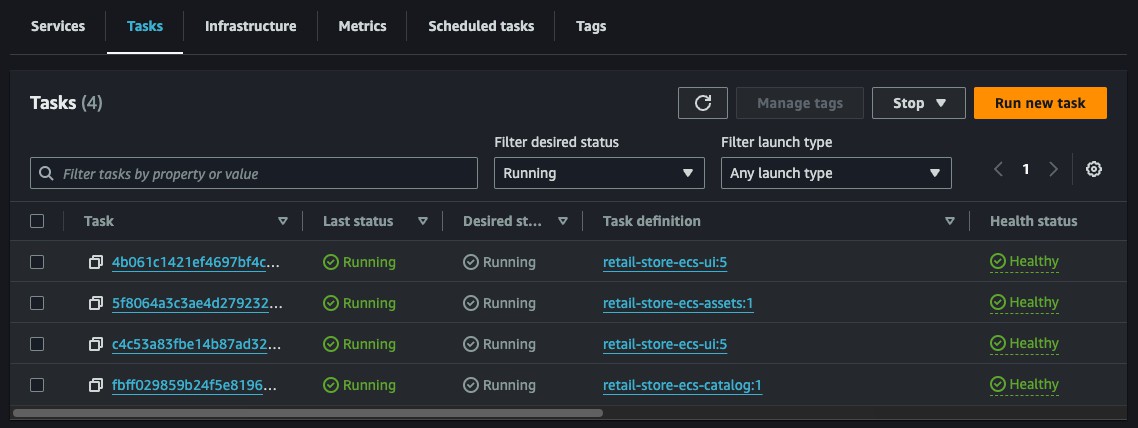 Services Tasks Infrastructure Metrics Scheduled tasks Tags
Tasks (4) Manage tags Stop Run new task
Filter desired status Filter launch type
Filter tasks by property or value Running Any launch type 1
Task Last status Desired st... Task definition Health status
4b061c1421ef4697bf4c... Running Running retail-store-ecs-ui:5 Healthy
5f8064a3c3ae4d279232... Running Running retail-store-ecs-assets:1 Healthy
c4c53a83fbe14b87ad32... Running Running retail-store-ecs-ui:5 Healthy
fbff029859b24f5e8196... Running Running retail-store-ecs-catalog:1 Healthy